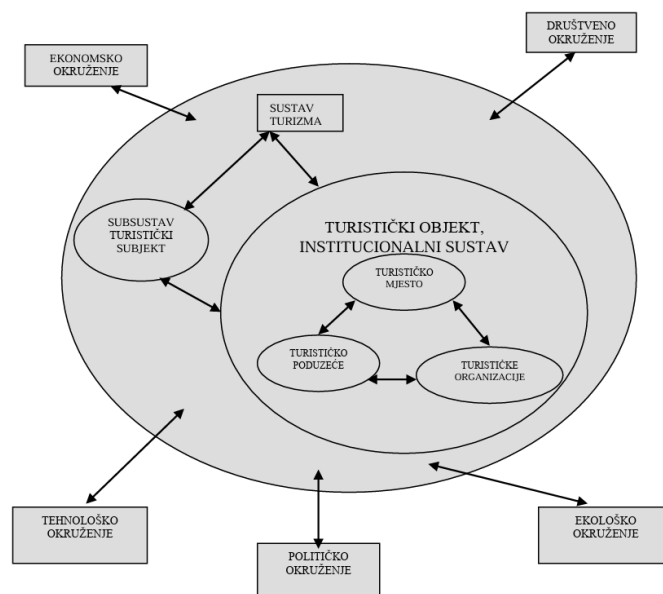 DRUŠTVENO
OKRUŽENJE
EKONOMSKO
OKRUŽENJE
SUSTAV
TURIZMA
SUBSUSTAV
TURISTIČKI
SUBJEKT
TURISTIČKI OBJEKT,
INSTITUCIONALNI SUSTAV
TURISTIČKO
MJESTO
TURISTIČKO
PODUZEĆE
TURISTIČKE
ORGANIZACIJE
TEHNOLOŠKO
OKRUŽENJE
POLITIČKO
OKRUŽENJE
EKOLOŠKO
OKRUŽENJE